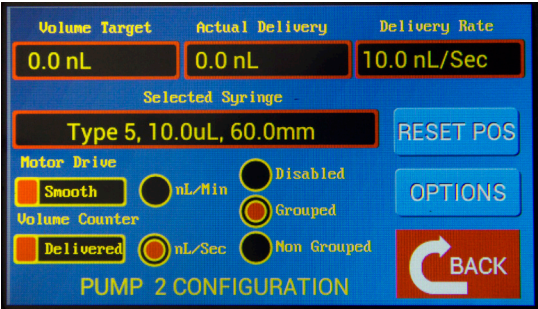 Volume Target Actual Delivery Delivery Rate
0.0 nL 0.0 nL 10.0 nL/Sec
Selected Syringe
Type 5, 10.0uL, 60.0mm RESET POS
Motor Drive Disabled
Smooth nL/Min OPTIONS
Grouped
Volume Counter
Delivered nL/Sec Non Grouped
BACK
PUMP 2 CONFIGURATION